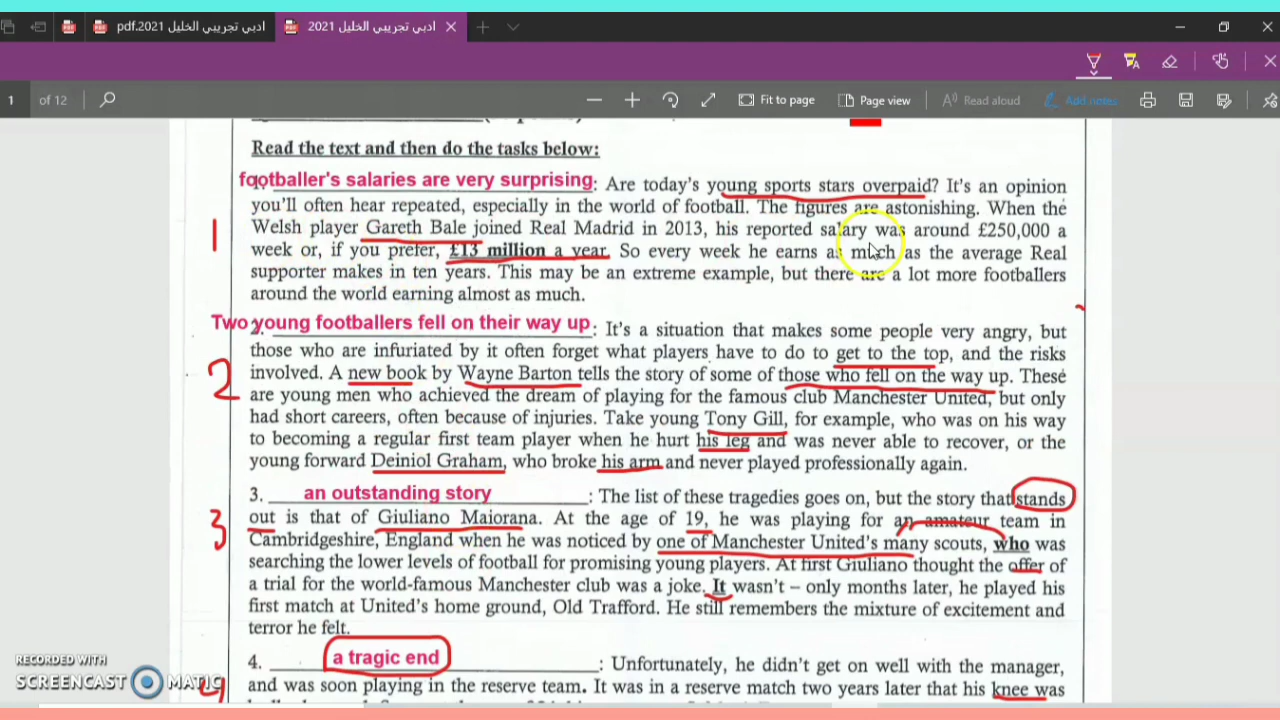 ادبي تجريبي الخليل 2021.pdf
ادبي تجريبي الخليل 2021
1 of 12
Fit to page
Page view
Read aloud
Add notes
Read the text and then do the tasks below:
footballer's salaries are very surprising: Are today's young sports stars overpaid? It's an opinion
you'll often hear repeated, especially in the world of football. The figures are astonishing. When the
Welsh player Gareth Bale joined Real Madrid in 2013, his reported salary was around £250,000 a
1
week or, if you prefer, £13 million a year. So every week he earns as much as the average Real
supporter makes in ten years. This may be an extreme example, but there are a lot more footballers
around the world earning almost as much.
Two young footballers fell on their way up
2. : It's a situation that makes some people very angry, but
those who are infuriated by it often forget what players have to do to get to the top, and the risks
2
involved. A new book by Wayne Barton tells the story of some of those who fell on the way up. These
are young men who achieved the dream of playing for the famous club Manchester United, but only
had short careers, often because of injuries. Take young Tony Gill, for example, who was on his way
to becoming a regular first team player when he hurt his leg and was never able to recover, or the
young forward Deiniol Graham, who broke his arm and never played professionally again.
3. an outstanding story : The list of these tragedies goes on, but the story that stands
out is that of Giuliano Maiorana. At the age of 19, he was playing for an amateur team in
3
Cambridgeshire, England when he was noticed by one of Manchester United's many scouts, who was
searching the lower levels of football for promising young players. At first Giuliano thought the offer of
a trial for the world-famous Manchester club was a joke. It wasn't – only months later, he played his
first match at United's home ground, Old Trafford. He still remembers the mixture of excitement and
terror he felt.
4. a tragic end : Unfortunately, he didn't get on well with the manager,
and was soon playing in the reserve team. It was in a reserve match two years later that his knee was
4
RECORDED WITH
SCREENCAST MATIC